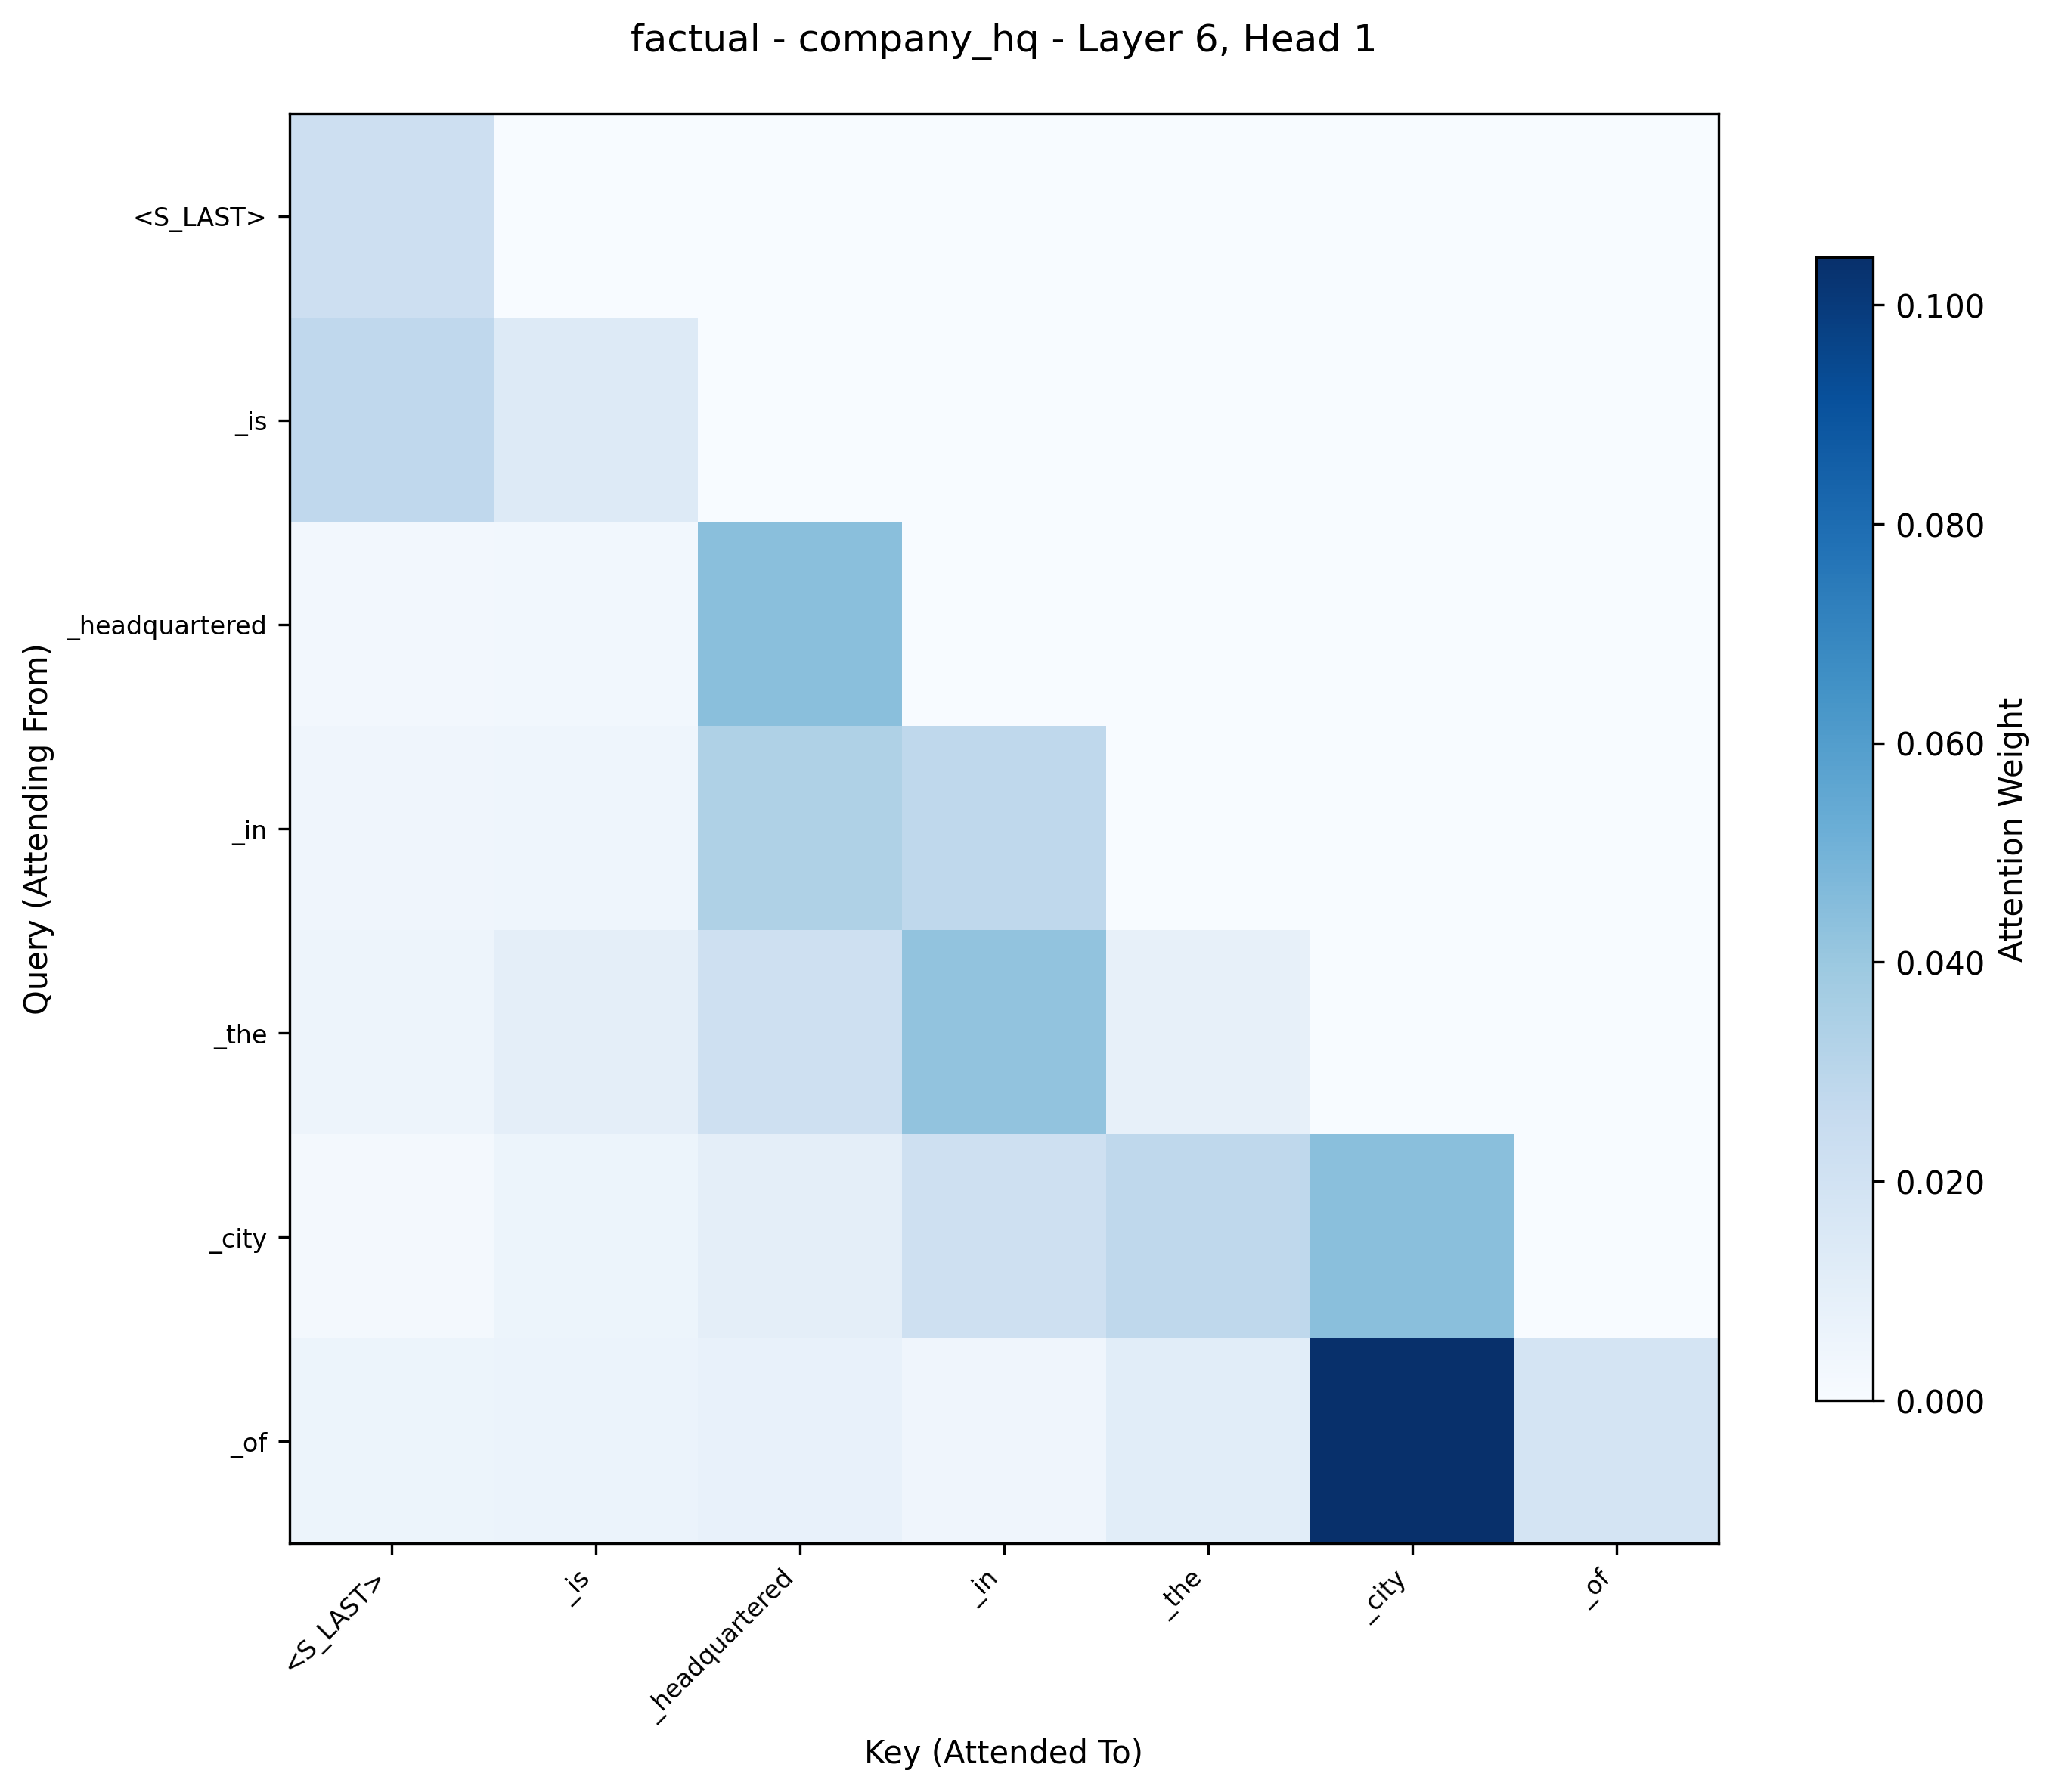 factual - company_hq - Layer 6, Head 1
<S_LAST>
_is
_headquartered
_in
_the
_city
_of
Query (Attending From)
<S_LAST>
_is
_headquartered
_in
_the
_city
_of
Key (Attended To)
0.100
0.080
0.060
0.040
0.020
0.000
Attention Weight